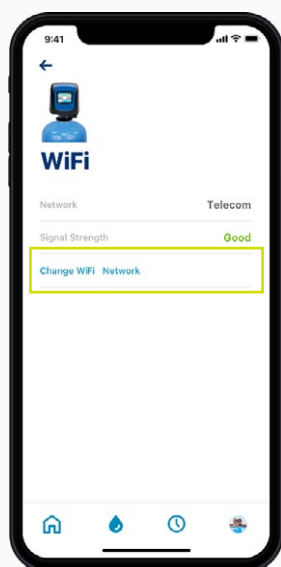 9:41
WiFi
Network Telecom
Signal Strength Good
Change WiFi Network